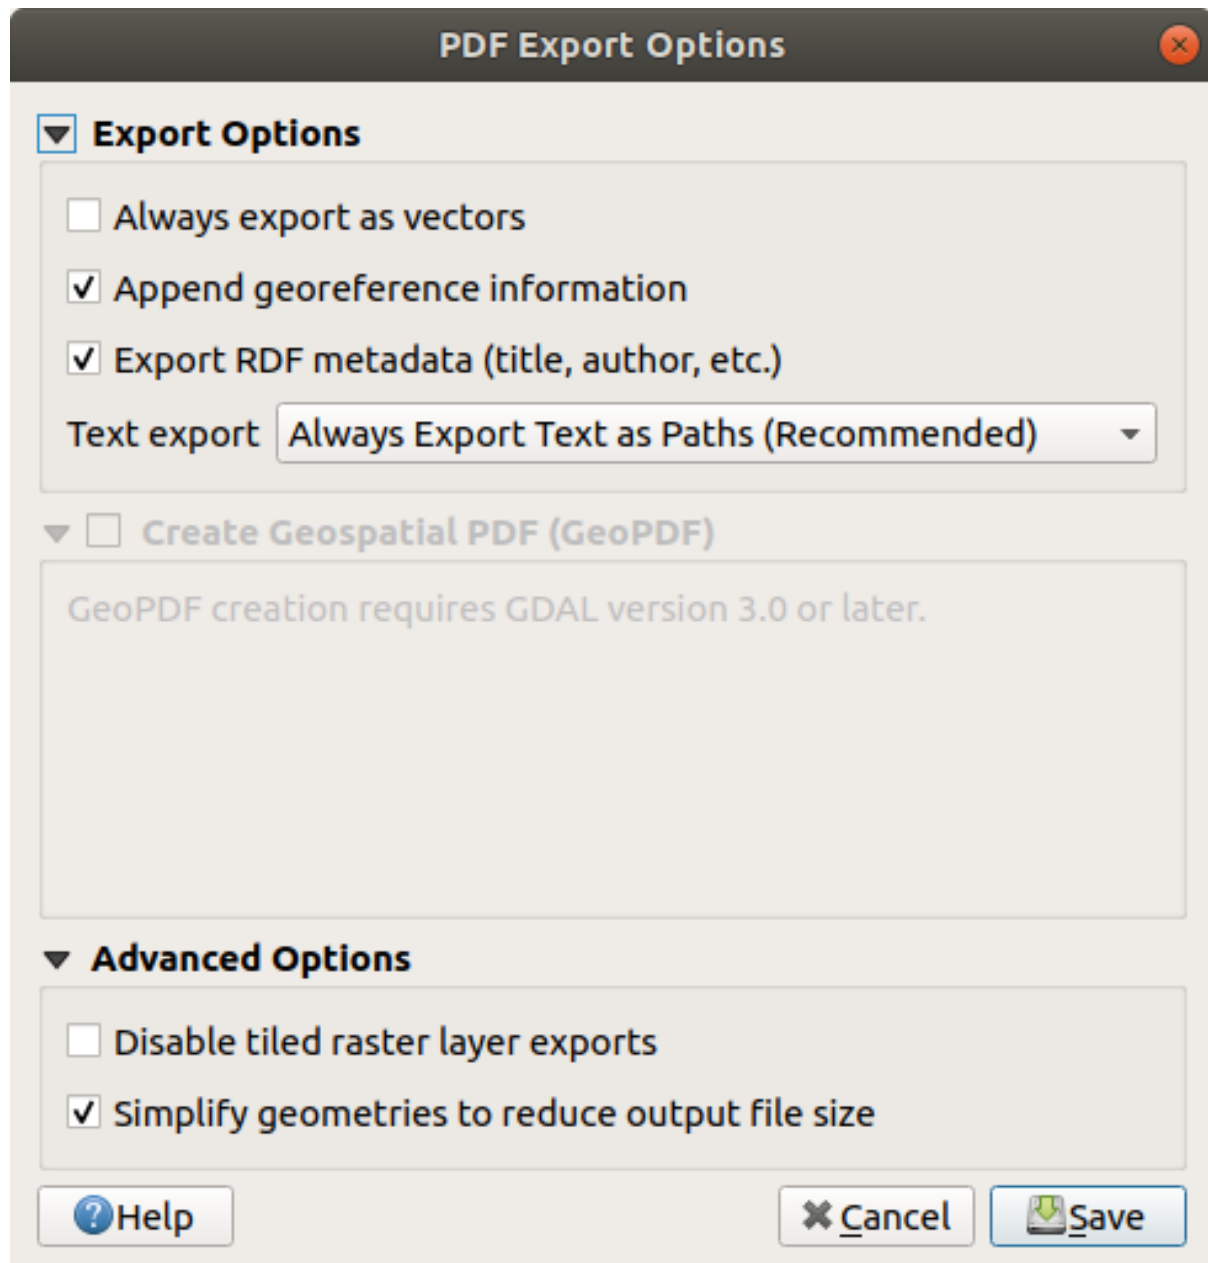 PDF Export Options
Export Options
Always export as vectors
Append georeference information
Export RDF metadata (title, author, etc.)
Text export Always Export Text as Paths (Recommended)
Create Geospatial PDF (GeoPDF)
GeoPDF creation requires GDAL version 3.0 or later.
Advanced Options
Disable tiled raster layer exports
Simplify geometries to reduce output file size
Help Cancel Save